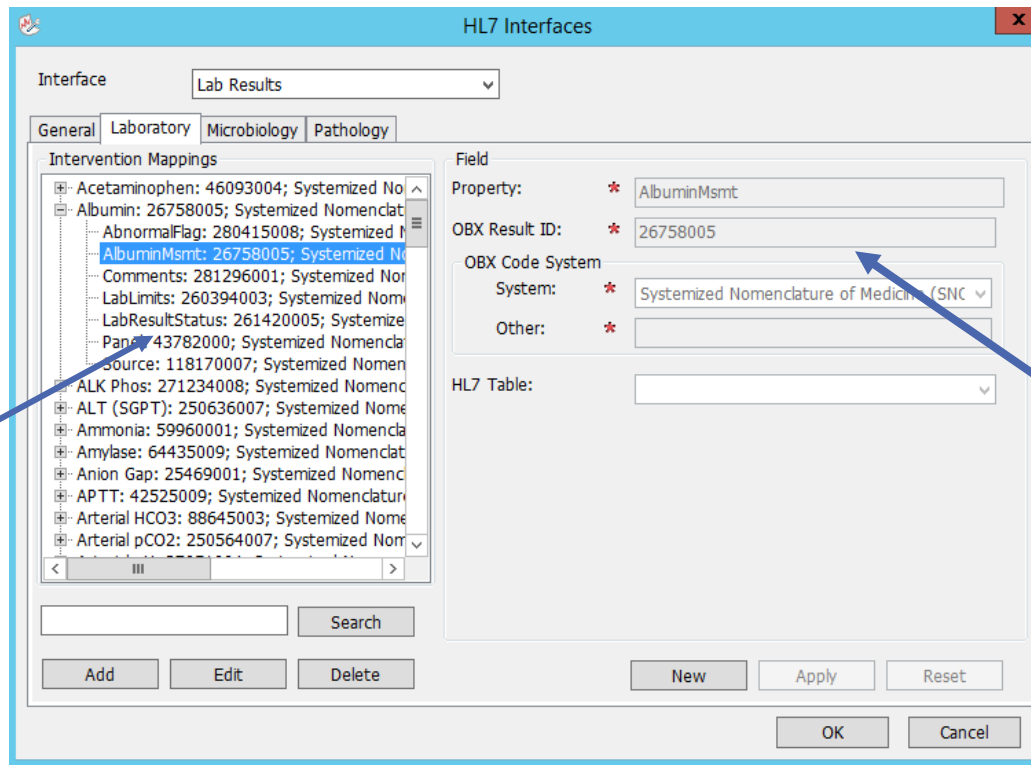 HL7 Interfaces
x
Interface
Lab Results
General Laboratory Microbiology Pathology
Intervention Mappings
Acetaminophen: 46093004; Systemized No
Albumin: 26758005; Systemized Nomenclat
AbnormalFlag: 280415008; Systemized N
AlbuminMsmt: 26758005; Systemized No
Comments: 281296001; Systemized Nor
LabLimits: 260394003; Systemized Nome
LabResultStatus: 261420005; Systemize
43782000; Systemized Nomencla
Source: 118170007; Systemized Nomen
ALK Phos: 271234008; Systemized Nomenc
ALT (SGPT): 250636007; Systemized Nome
Ammonia: 59960001; Systemized Nomencla
Amylase: 64435009; Systemized Nomenclat
Anion Gap: 25469001; Systemized Nomenc
APTT: 42525009; Systemized Nomenclature
Arterial HCO3: 88645003; Systemized Nome
Arterial pCO2: 250564007; Systemized Nom
Search
Add Edit Delete
Field
Property: * AlbuminMsmt
OBX Result ID: * 26758005
OBX Code System
System: * Systemized Nomenclature of Medicine (SNC
Other: *
HL7 Table:
New Apply Reset
OK Cancel